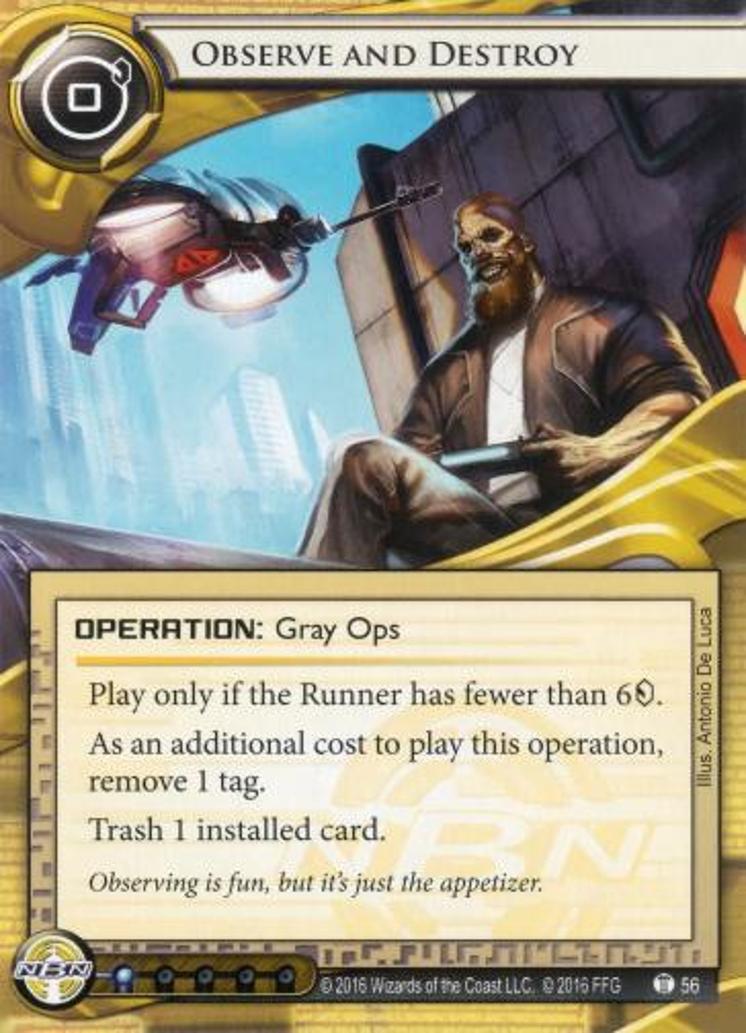 OBSERVE AND DESTROY
OPERATION: Gray Ops
Play only if the Runner has fewer than 6.
As an additional cost to play this operation,
remove 1 tag.
Trash 1 installed card.
Observing is fun, but it's just the appetizer.
Illus. Antonio De Luca
NBN
NBN
© 2016 Wizards of the Coast LLC. © 2016 FFG 56